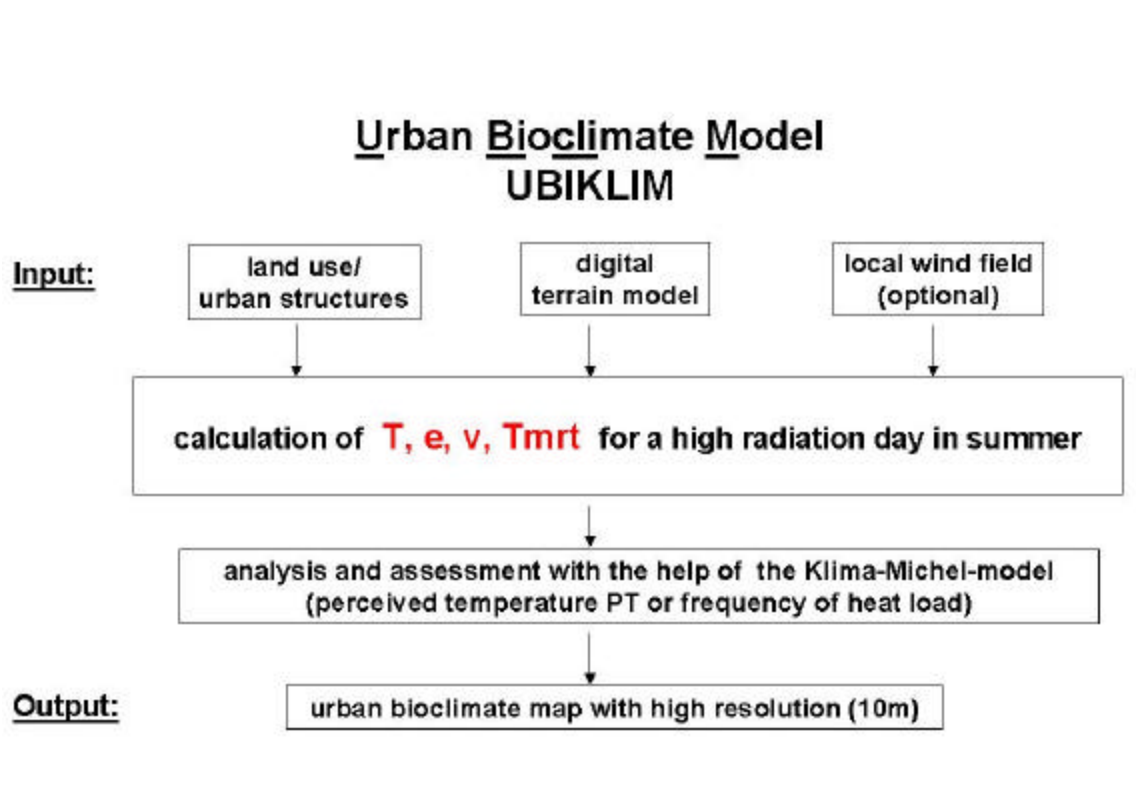 Urban Bioclimate Model
UBIKLIM
Input:
land use/
urban structures
digital
terrain model
local wind field
(optional)
calculation of T, e, v, Tmrt for a high radiation day in summer
analysis and assessment with the help of the Klima-Michel-model
(perceived temperature PT or frequency of heat load)
Output:
urban bioclimate map with high resolution (10m)